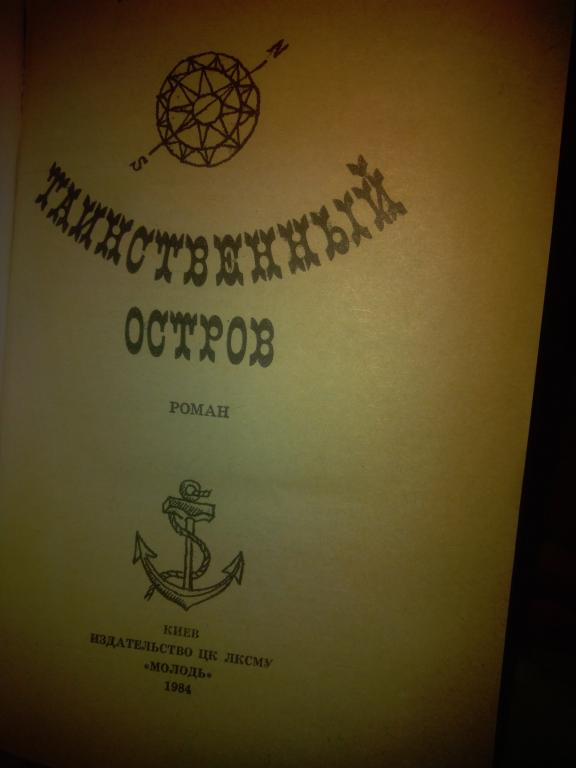 N
S
ТАИНСТВЕННЫЙ
ОСТРОВ
РОМАН
КИЕВ
ИЗДАТЕЛЬСТВО ЦК ЛКСМУ
«МОЛОДЬ»
1984